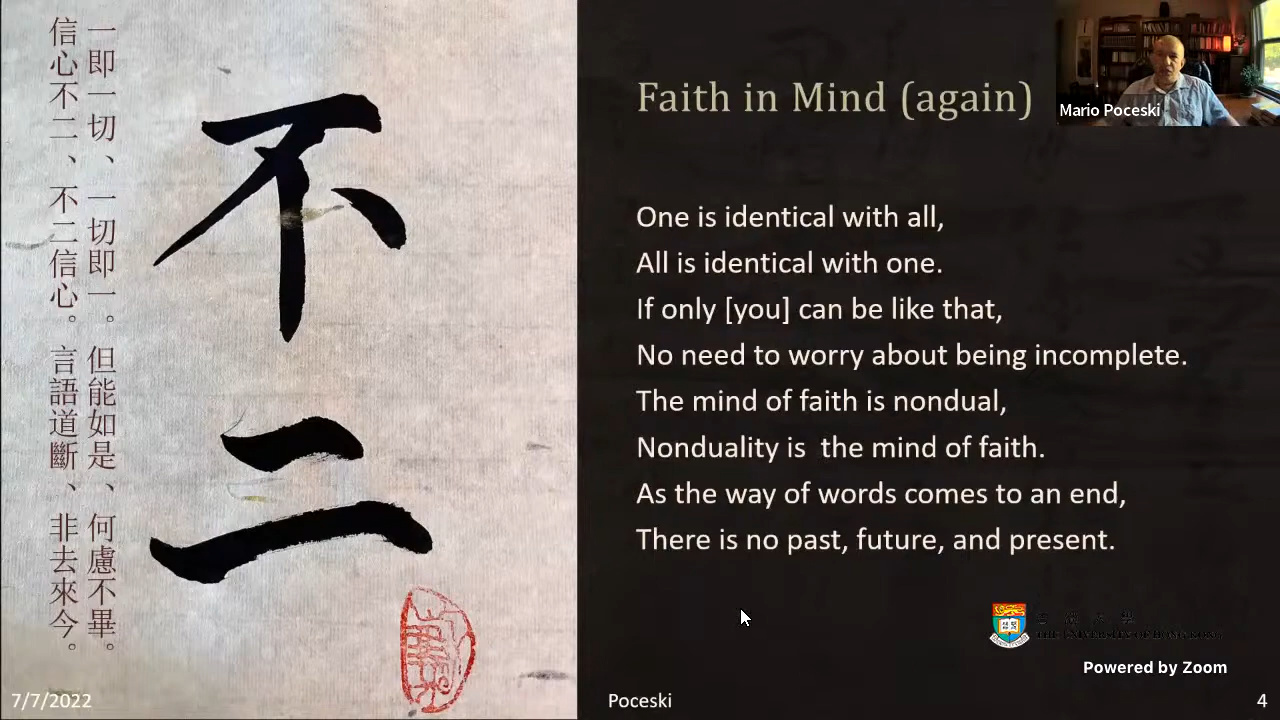 一即一切、一切即一。但能如是、何慮不畢。
信心不二、不二信心。言語道斷、非去來今。
不二
Faith in Mind (again)
Mario Poceski
One is identical with all,
All is identical with one.
If only [you] can be like that,
No need to worry about being incomplete.
The mind of faith is nondual,
Nonduality is  the mind of faith.
As the way of words comes to an end,
There is no past, future, and present.
THE UNIVERSITY OF HONG KONG
Powered by Zoom
7/7/2022
Poceski
4